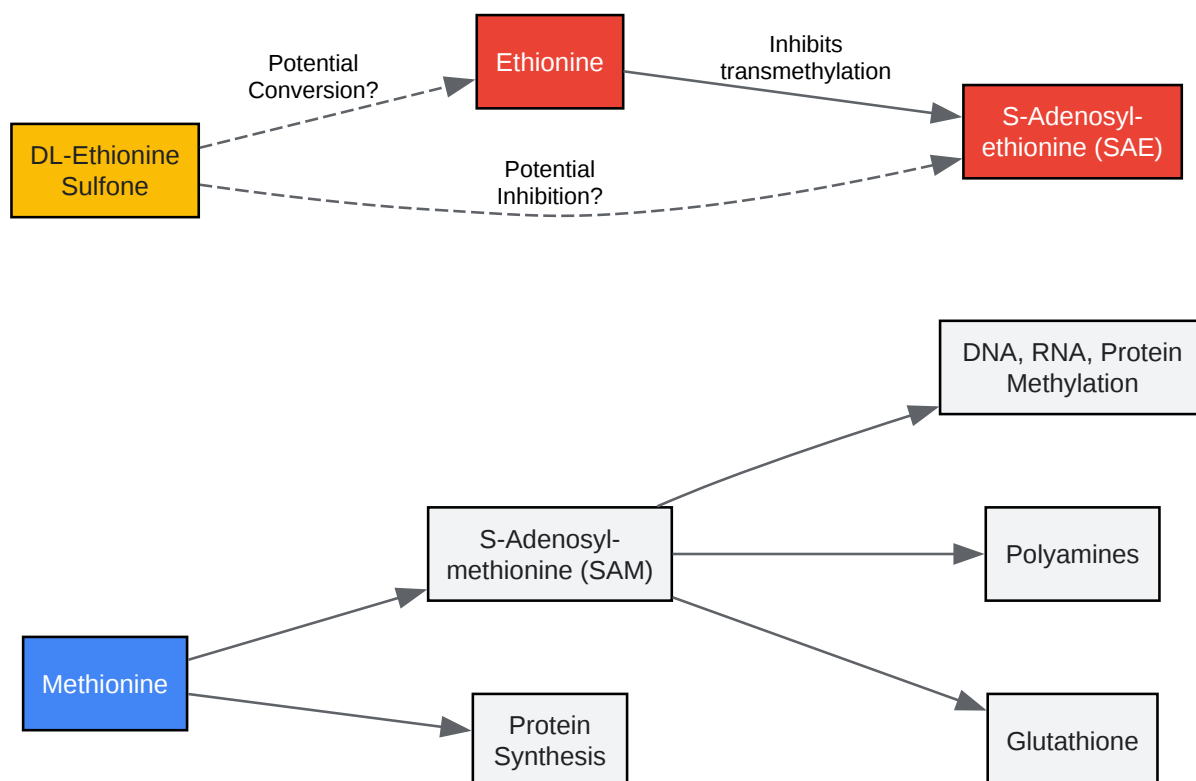 Potential
Conversion?
Ethionine
Inhibits
transmethylation
DL-Ethionine
Sulfone
S-Adenosyl-
ethionine (SAE)
Potential
Inhibition?
DNA, RNA, Protein
Methylation
S-Adenosyl-
methionine (SAM)
Polyamines
Methionine
Protein
Synthesis
Glutathione